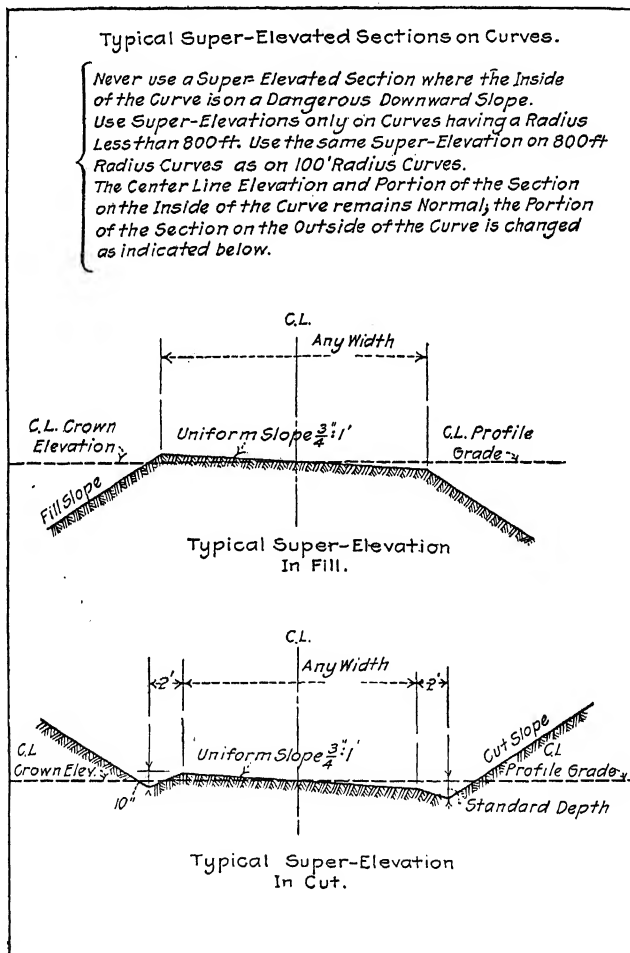 Typical Super-Elevated Sections on Curves.
Never use a Super-Elevated Section where the Inside
of the Curve is on a Dangerous Downward Slope.
Use Super-Elevations only on Curves having a Radius
Less than 800ft. Use the same Super-Elevation on 800ft
Radius Curves as on 100' Radius Curves.
The Center Line Elevation and Portion of the Section
on the Inside of the Curve remains Normal; the Portion
of the Section on the Outside of the Curve is changed
as indicated below.
C.L.
Any Width
C.L. Crown
Elevation
Uniform Slope 3/4":1'
C.L. Profile
Grade
Fill Slope
Typical Super-Elevation
In Fill.
C.L.
2'
Any Width
2'
C.L
Crown Elev.
Uniform Slope 3/4":1'
Cut Slope
C.L
Profile Grade
10"
Standard Depth
Typical Super-Elevation
In Cut.